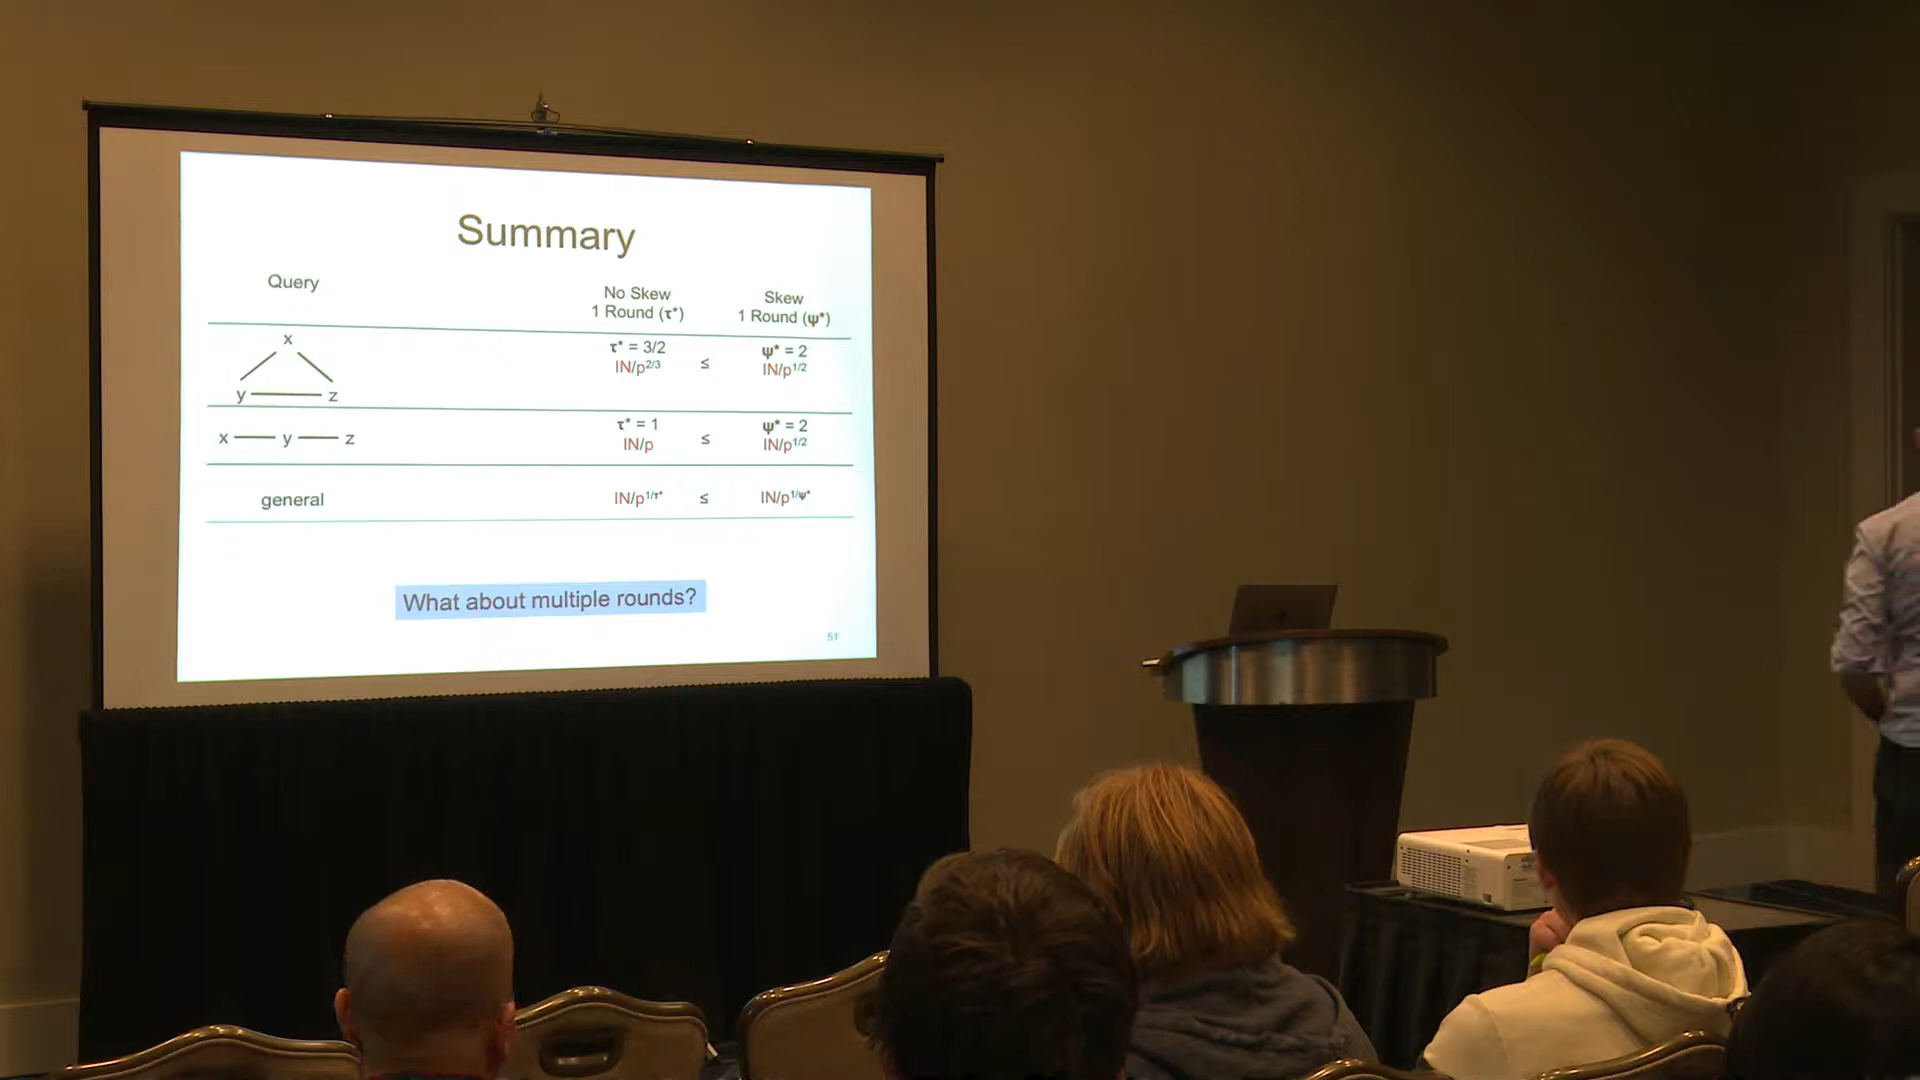 Summary
Query
No Skew
1 Round (τ*)
Skew
1 Round (ψ*)
x
y z
τ* = 3/2
IN/p^2/3
≤
ψ* = 2
IN/p^1/2
x y z
τ* = 1
IN/p
≤
ψ* = 2
IN/p^1/2
general
IN/p^1/τ*
≤
IN/p^1/ψ*
What about multiple rounds?
51